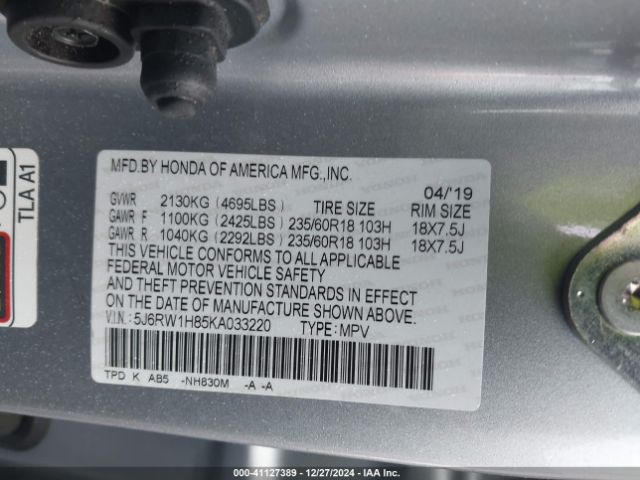 TLA A1
MFD.BY HONDA OF AMERICA MFG.,INC.
04/'19
GVWR 2130KG (4695LBS) TIRE SIZE RIM SIZE
GAWR F 1100KG (2425LBS) 235/60R18 103H 18X7.5J
GAWR R 1040KG (2292LBS) 235/60R18 103H 18X7.5J
THIS VEHICLE CONFORMS TO ALL APPLICABLE
FEDERAL MOTOR VEHICLE SAFETY
AND THEFT PREVENTION STANDARDS IN EFFECT
ON THE DATE OF MANUFACTURE SHOWN ABOVE.
V.I.N.: 5J6RW1H85KA033220 TYPE: MPV
TPD K AB5 -NH830M -A -A
000-41127389 | 12/27/2024 - IAA Inc.